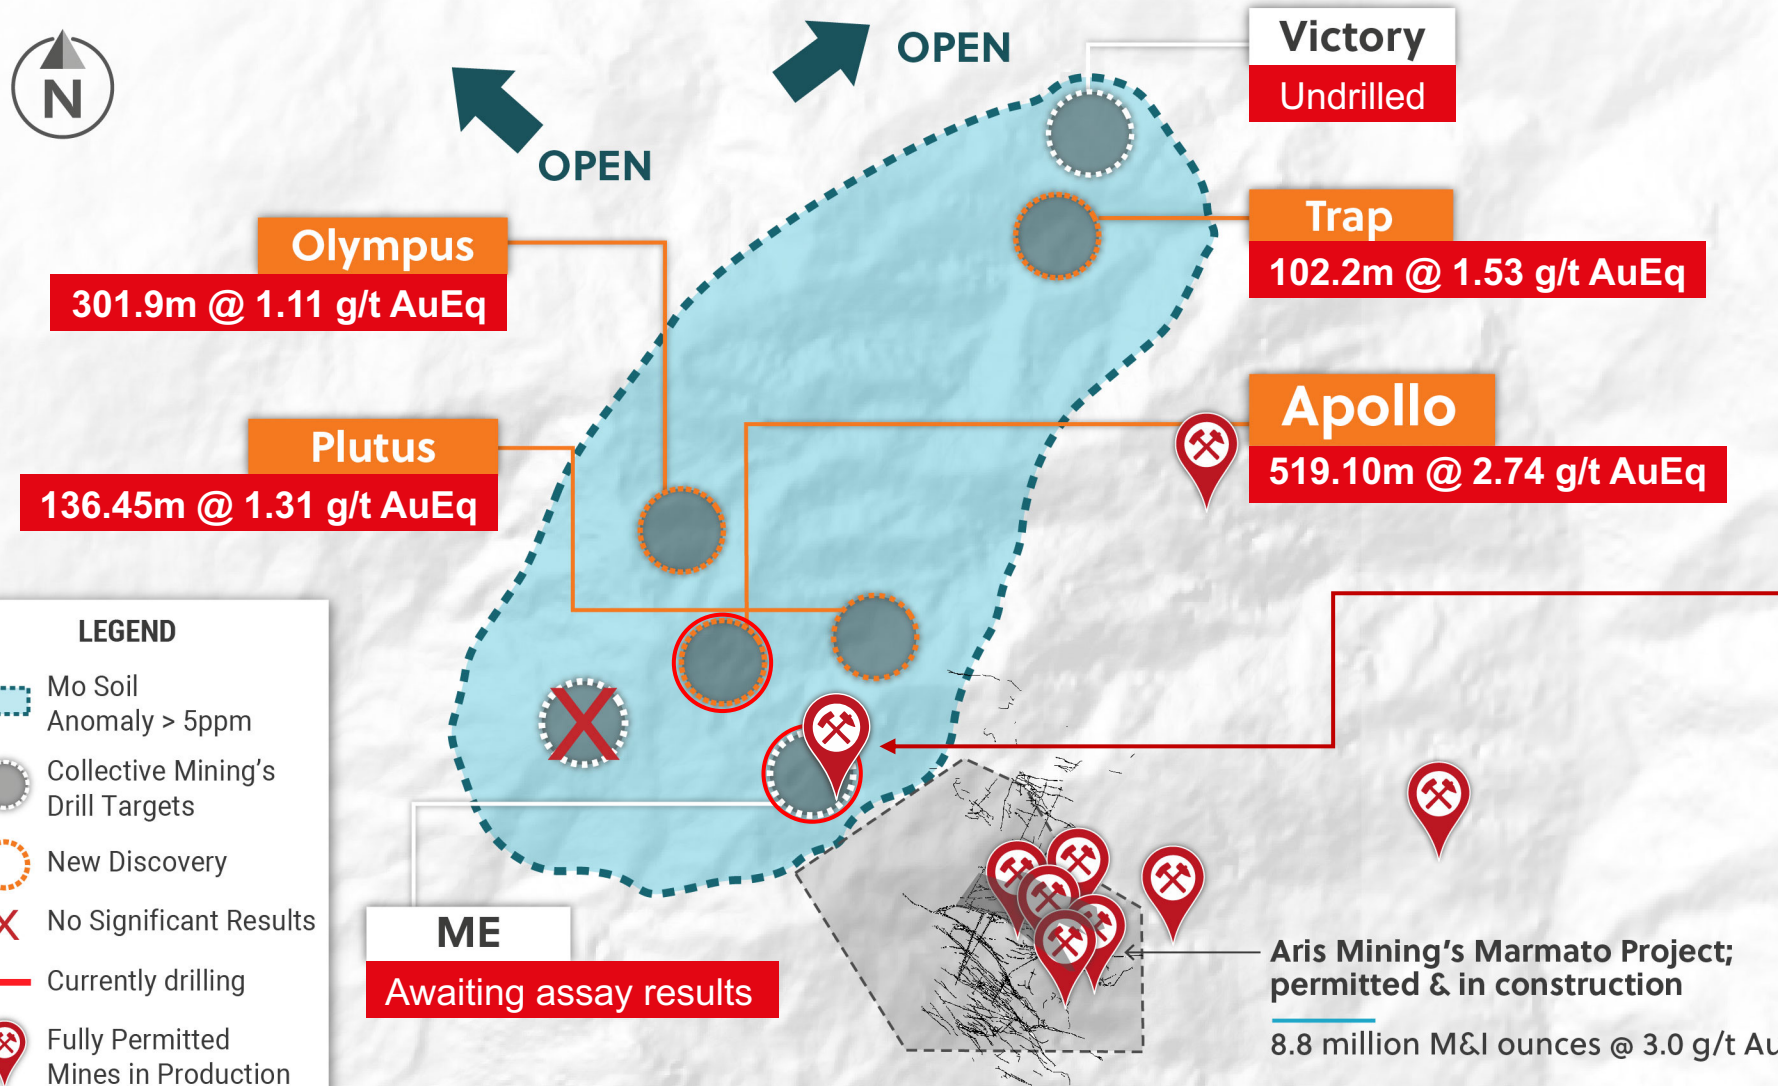 N
OPEN
OPEN
Victory
Undrilled
Trap
102.2m @ 1.53 g/t AuEq
Olympus
301.9m @ 1.11 g/t AuEq
Apollo
519.10m @ 2.74 g/t AuEq
Plutus
136.45m @ 1.31 g/t AuEq
LEGEND
Mo Soil
Anomaly > 5ppm
Collective Mining's
Drill Targets
New Discovery
X
No Significant Results
Currently drilling
Fully Permitted
Mines in Production
X
ME
Awaiting assay results
Aris Mining's Marmato Project;
permitted & in construction
8.8 million M&I ounces @ 3.0 g/t Au